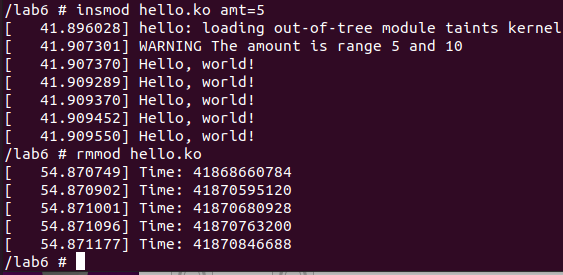 /lab6 # insmod hello.ko amt=5
[   41.896028] hello: loading out-of-tree module taints kernel
[   41.907301] WARNING The amount is range 5 and 10
[   41.907370] Hello, world!
[   41.909289] Hello, world!
[   41.909370] Hello, world!
[   41.909452] Hello, world!
[   41.909550] Hello, world!
/lab6 # rmmod hello.ko
[   54.870749] Time: 41868660784
[   54.870902] Time: 41870595120
[   54.871001] Time: 41870680928
[   54.871096] Time: 41870763200
[   54.871177] Time: 41870846688
/lab6 #